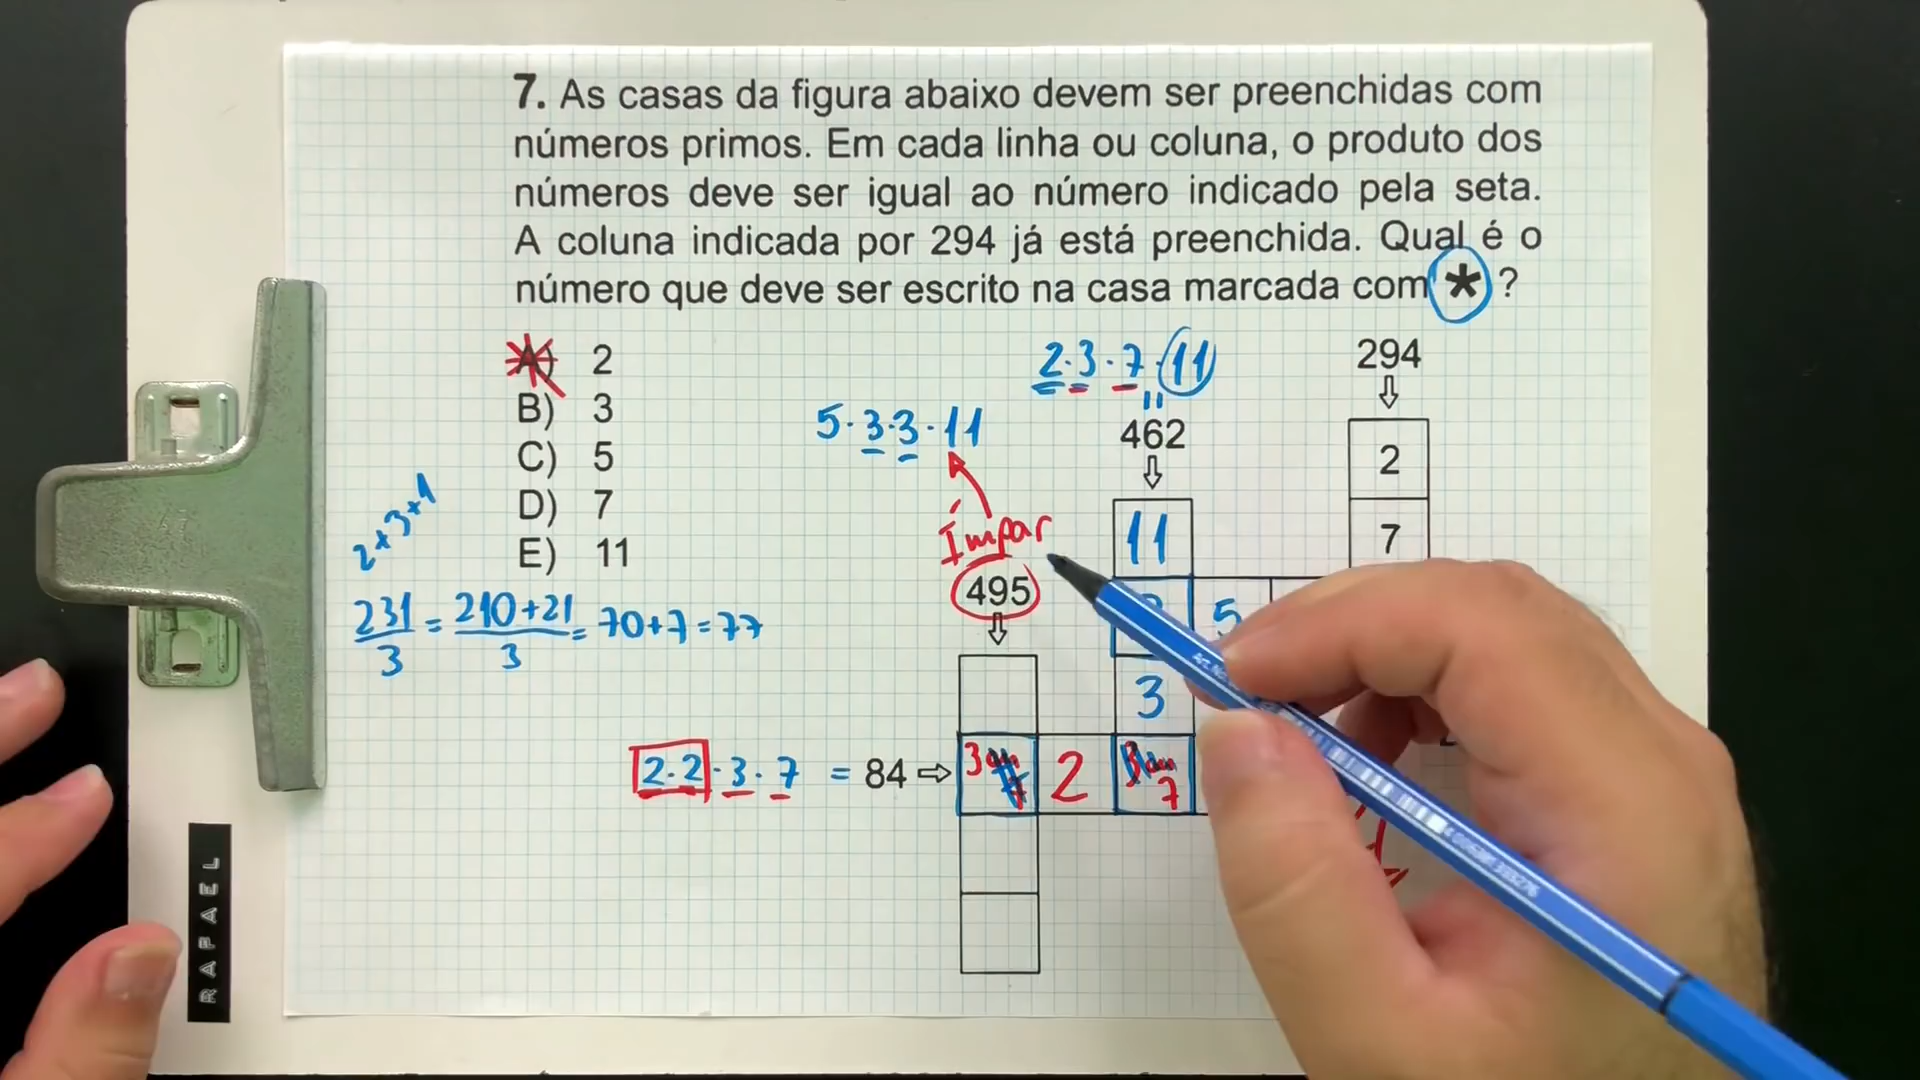 7. As casas da figura abaixo devem ser preenchidas com
números primos. Em cada linha ou coluna, o produto dos
números deve ser igual ao número indicado pela seta.
A coluna indicada por 294 já está preenchida. Qual é o
número que deve ser escrito na casa marcada com * ?
A) 2
B) 3
C) 5
D) 7
E) 11
2+3+1
231/3 = 210+21/3 = 70+7=77
5·3·3·11
Ímpar
495
2·3·7·11
=
462
294
2
7
11
5
3
2·2·3·7 = 84 ⇨ 3 ou 2 7
RAFAEL